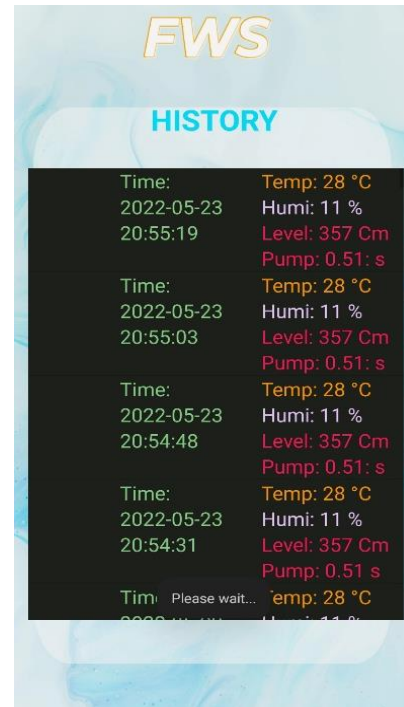 FWS
HISTORY
Time: Temp: 28 °C
2022-05-23 Humi: 11 %
20:55:19 Level: 357 Cm
Pump: 0.51: s
Time: Temp: 28 °C
2022-05-23 Humi: 11 %
20:55:03 Level: 357 Cm
Pump: 0.51: s
Time: Temp: 28 °C
2022-05-23 Humi: 11 %
20:54:48 Level: 357 Cm
Pump: 0.51: s
Time: Temp: 28 °C
2022-05-23 Humi: 11 %
20:54:31 Level: 357 Cm
Pump: 0.51 s
Tim Please wait... emp: 28 °C